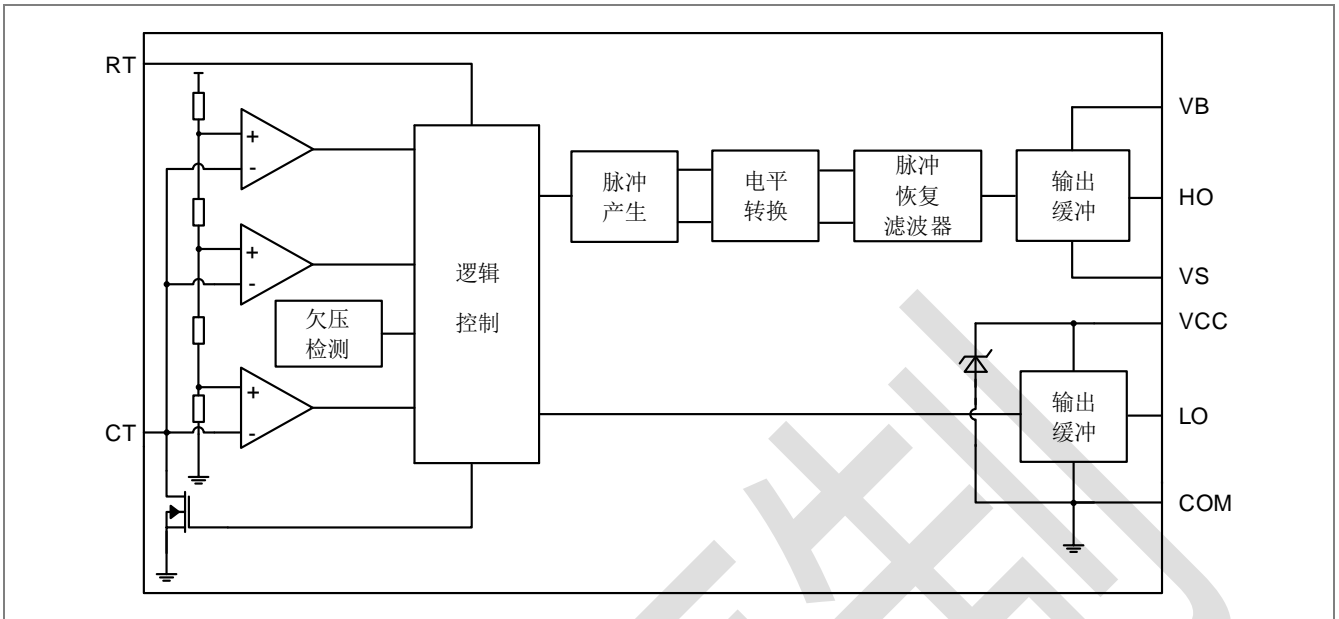 RT
CT
+
-
+
-
+
-
欠压
检测
逻辑
控制
脉冲
产生
电平
转换
脉冲
恢复
滤波器
输出
缓冲
VB
HO
VS
VCC
输出
缓冲
LO
COM